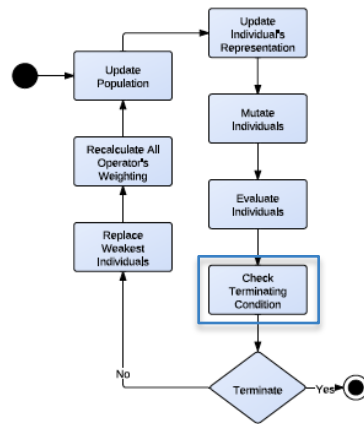 Update
Individual's
Representation
Update
Population
Mutate
Individuals
Recalculate All
Operator's
Weighting
Evaluate
Individuals
Replace
Weakest
Individuals
Check
Terminating
Condition
No
Terminate
Yes